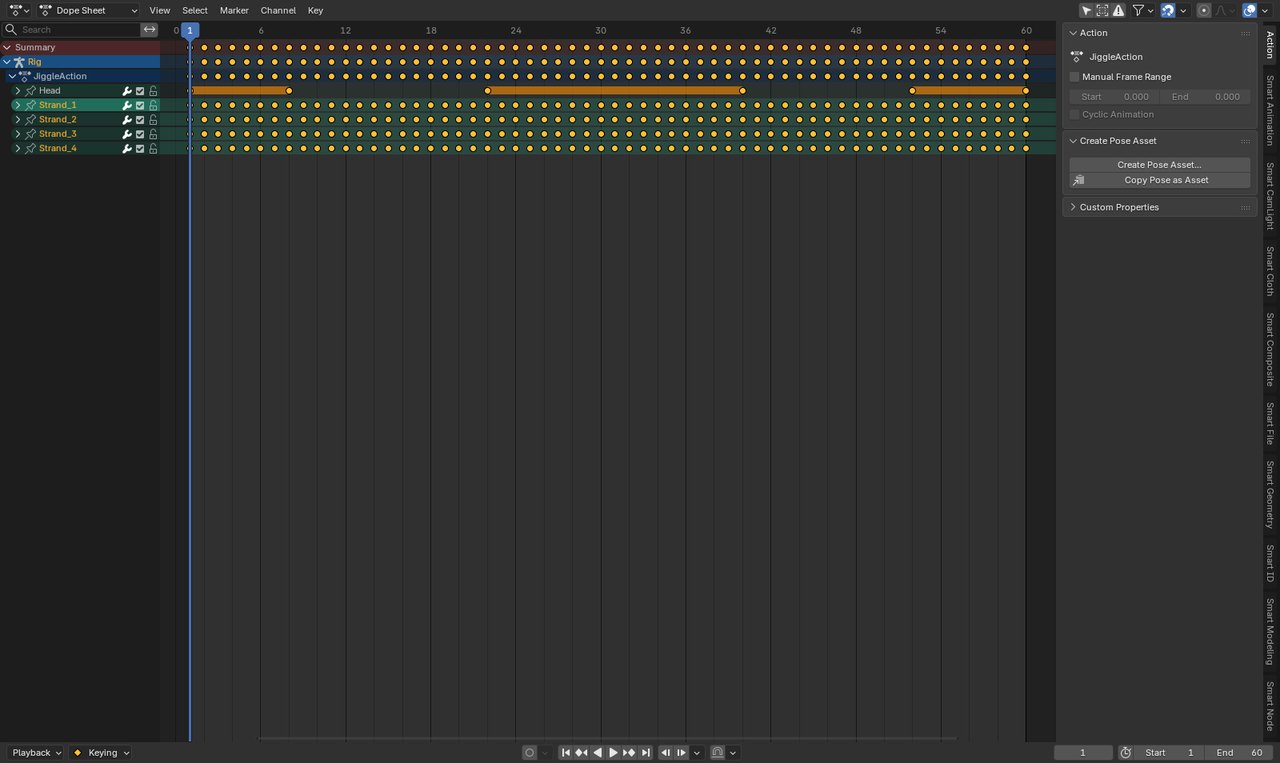 Dope Sheet View Select Marker Channel Key
Search
0 1 6 12 18 24 30 36 42 48 54 60
Summary
Rig
JiggleAction
Head
Strand_1
Strand_2
Strand_3
Strand_4
Action
JiggleAction
Manual Frame Range
Start 0.000 End 0.000
Cyclic Animation
Create Pose Asset
Create Pose Asset...
Copy Pose as Asset
Custom Properties
Action
Smart Animation
Smart CamLight
Smart Cloth
Smart Composite
Smart File
Smart Geometry
Smart ID
Smart Modeling
Smart Node
Playback Keying 1 Start 1 End 60